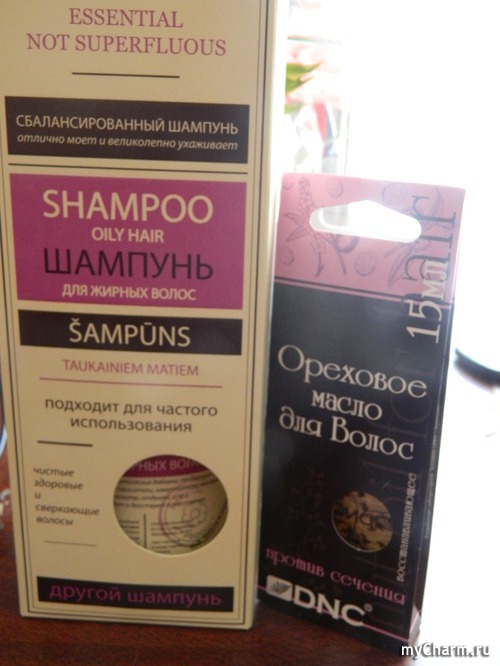 ESSENTIAL
NOT SUPERFLUOUS
СБАЛАНСИРОВАННЫЙ ШАМПУНЬ
отлично моет и великолепно ухаживает
SHAMPOO
OILY HAIR
ШАМПУНЬ
ДЛЯ ЖИРНЫХ ВОЛОС
ŠAMPŪNS
TAUKAINIEM MATIEM
подходит для частого
использования
чистые
здоровые
и
сверкающие
волосы
другой шампунь
15мл
Ореховое
масло
для Волос
восстанавливающее
против сечения
DNC
myCharm.ru